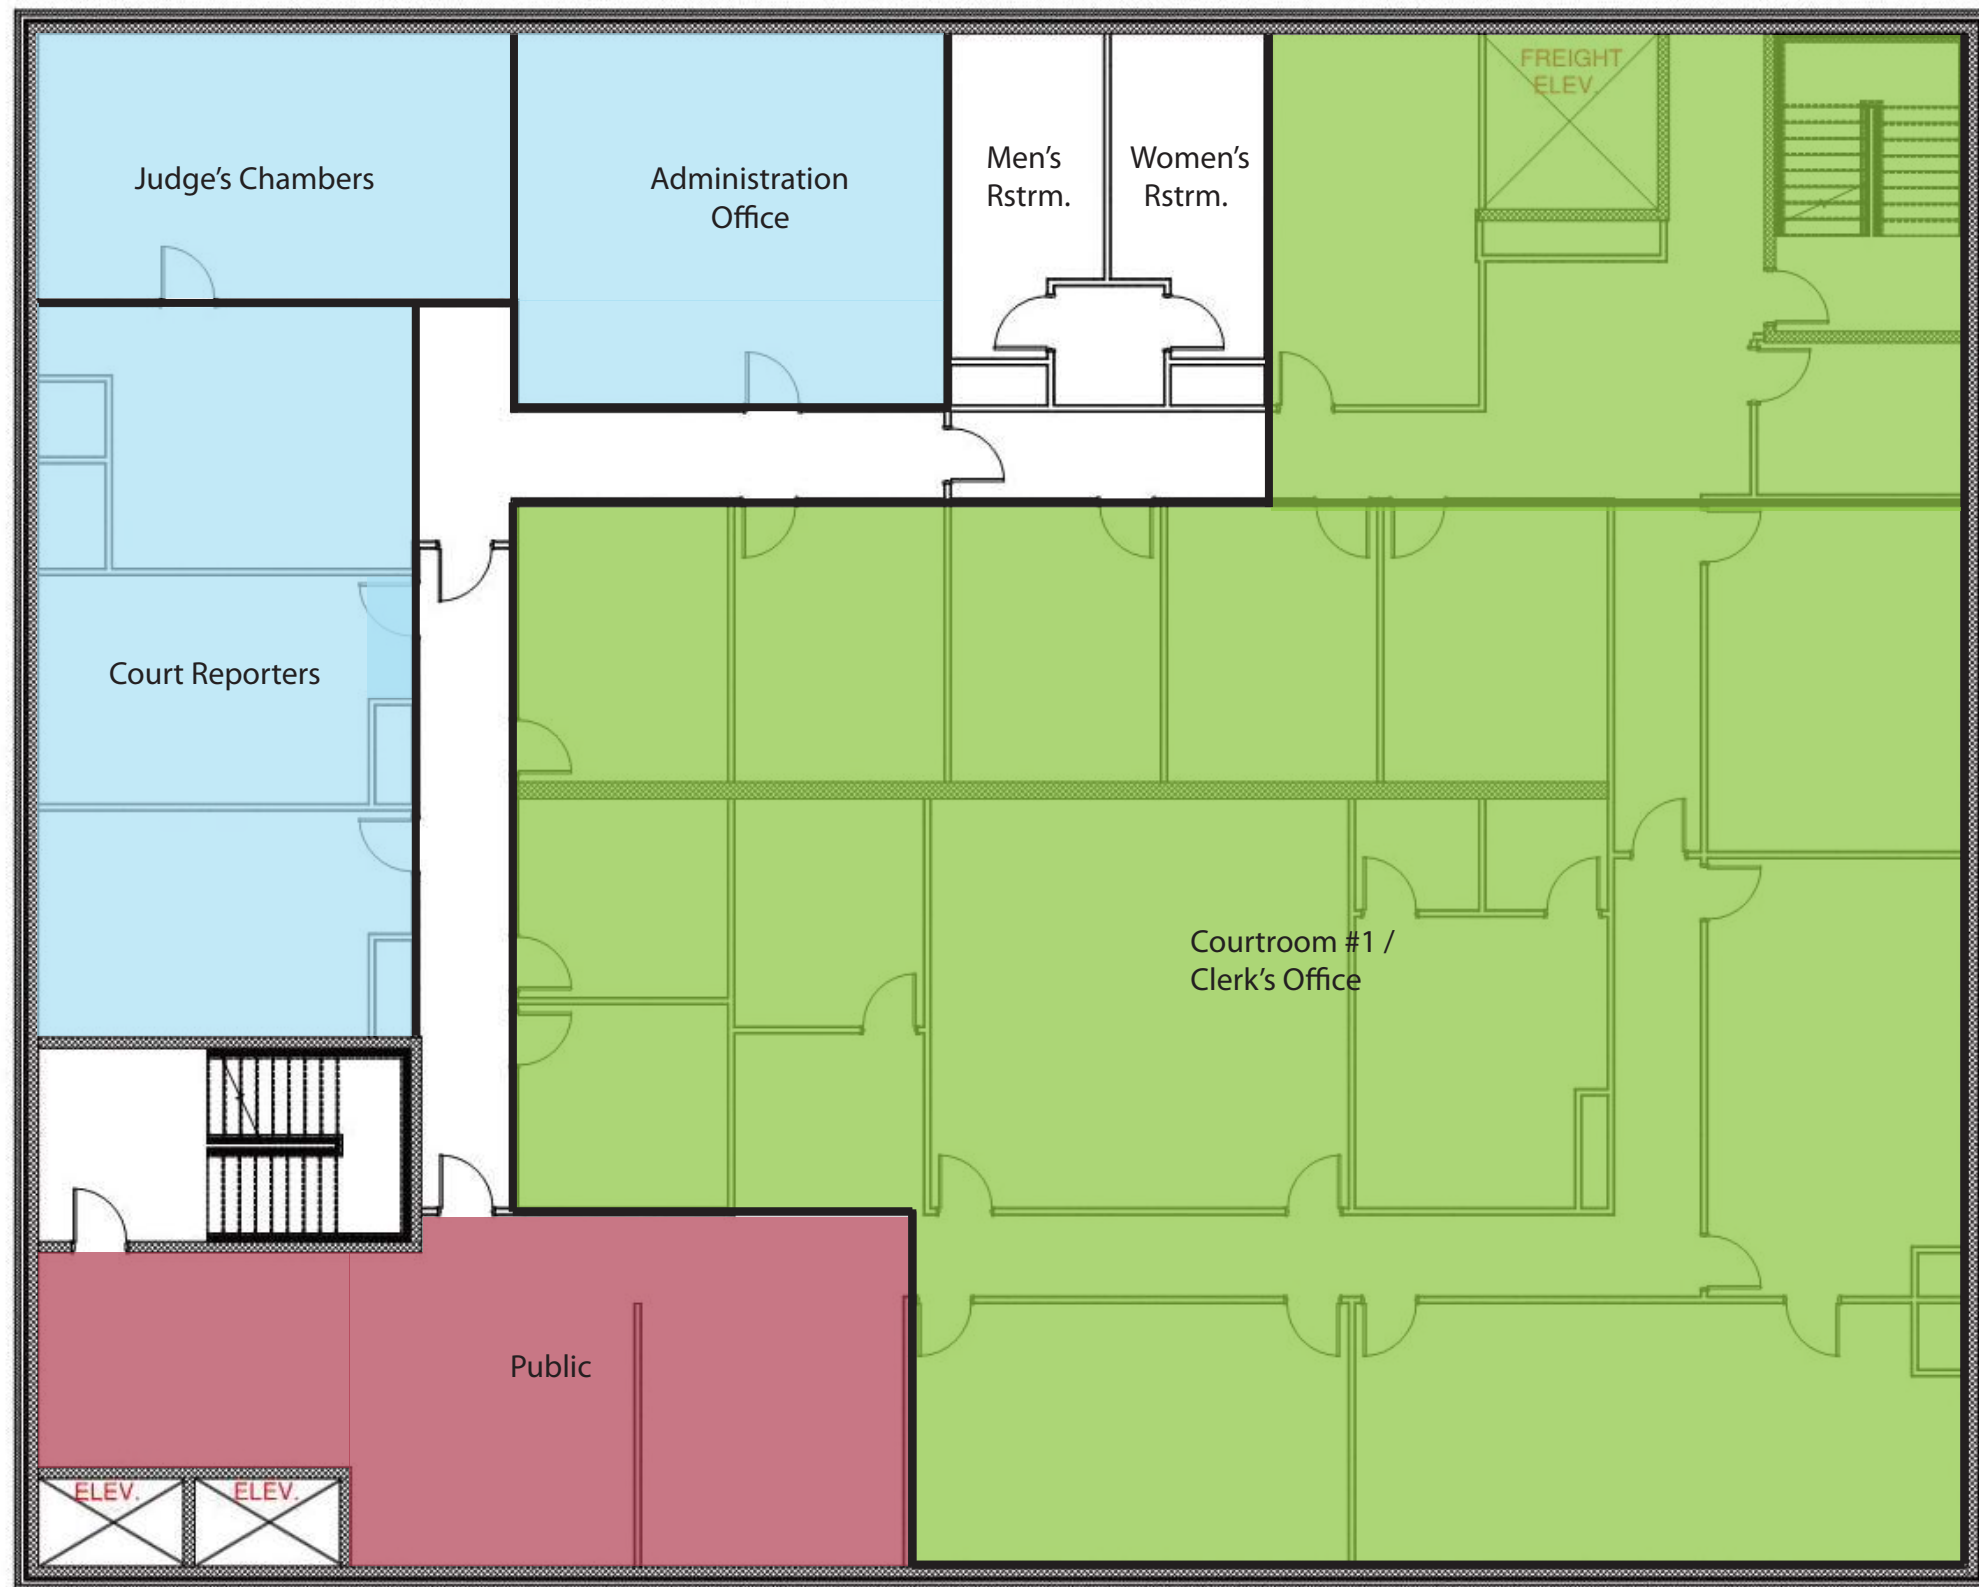 FREIGHT
ELEV.
Judge's Chambers
Administration
Office
Men's
Rstrm.
Women's
Rstrm.
Court Reporters
Courtroom #1 /
Clerk's Office
Public
ELEV.
ELEV.